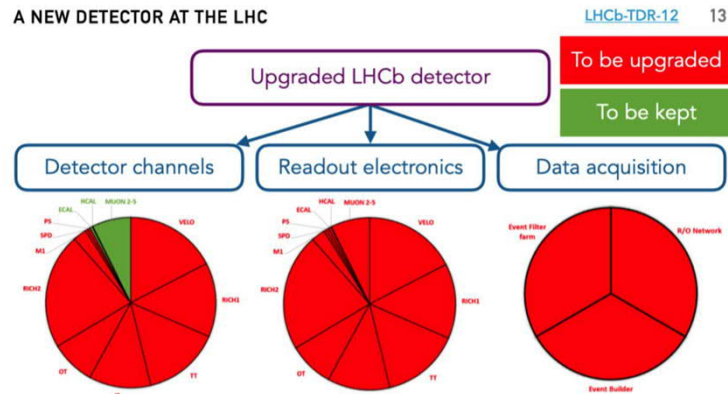 A NEW DETECTOR AT THE LHC
LHCb-TDR-12 13
To be upgraded
Upgraded LHCb detector
To be kept
Detector channels
Readout electronics
Data acquisition
HCAL
MUON 2-5
ECAL
PS
SPD
M1
VELO
RICH2
RICH1
OT
TT
HCAL
MUON 2-5
ECAL
PS
SPD
M1
VELO
RICH2
RICH1
OT
TT
Event Filter
farm
R/O Network
Event Builder